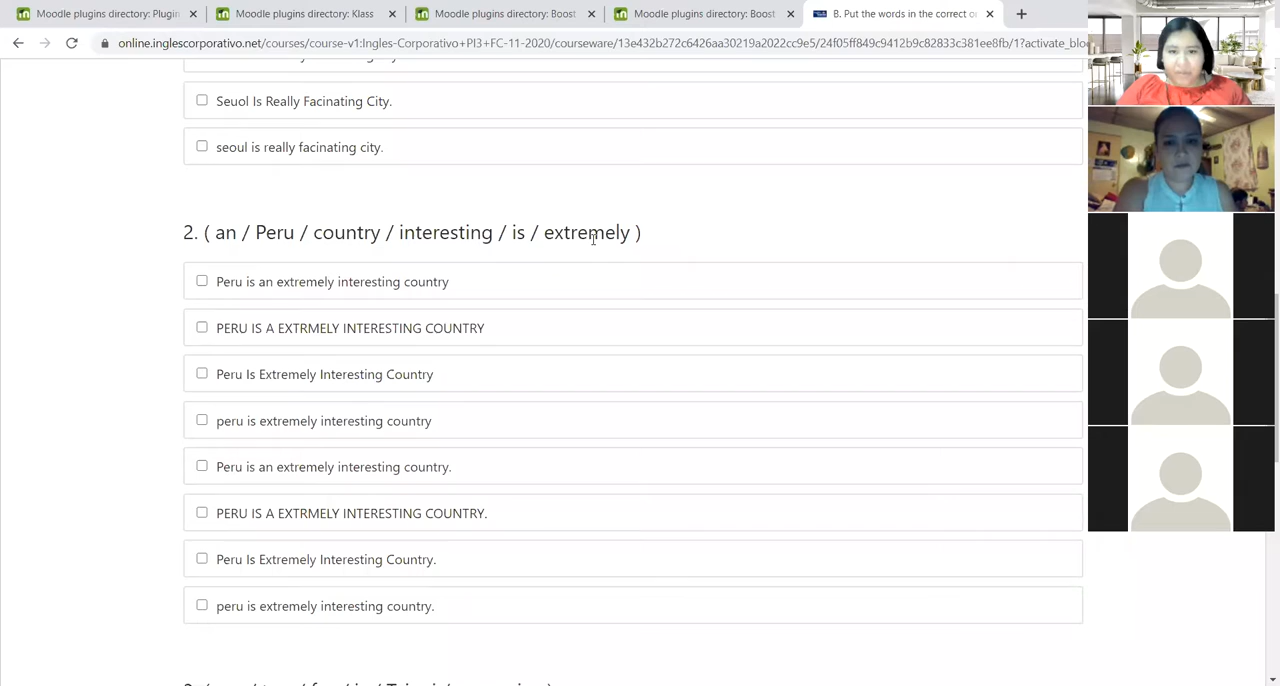 Moodle plugins directory: Plugin
Moodle plugins directory: Klass
Moodle plugins directory: Boost
Moodle plugins directory: Boost
B. Put the words in the correct o
online.inglescorporativo.net/courses/course-v1:Ingles-Corporativo+PI3+FC-11-2020/courseware/13e432b272c6426aa30219a2022cc9e5/24f05ff849c9412b9c82833c381ee8fb/1?activate_bloc
Seuol Is Really Facinating City.
seoul is really facinating city.
2. ( an / Peru / country / interesting / is / extremely )
Peru is an extremely interesting country
PERU IS A EXTRMELY INTERESTING COUNTRY
Peru Is Extremely Interesting Country
peru is extremely interesting country
Peru is an extremely interesting country.
PERU IS A EXTRMELY INTERESTING COUNTRY.
Peru Is Extremely Interesting Country.
peru is extremely interesting country.